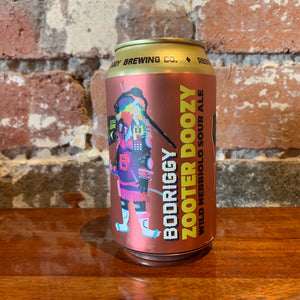 BREWING CO.
BODRIGGY
ZOOTER DOOZY
WILD NEBBIOLO SOUR ALE
B